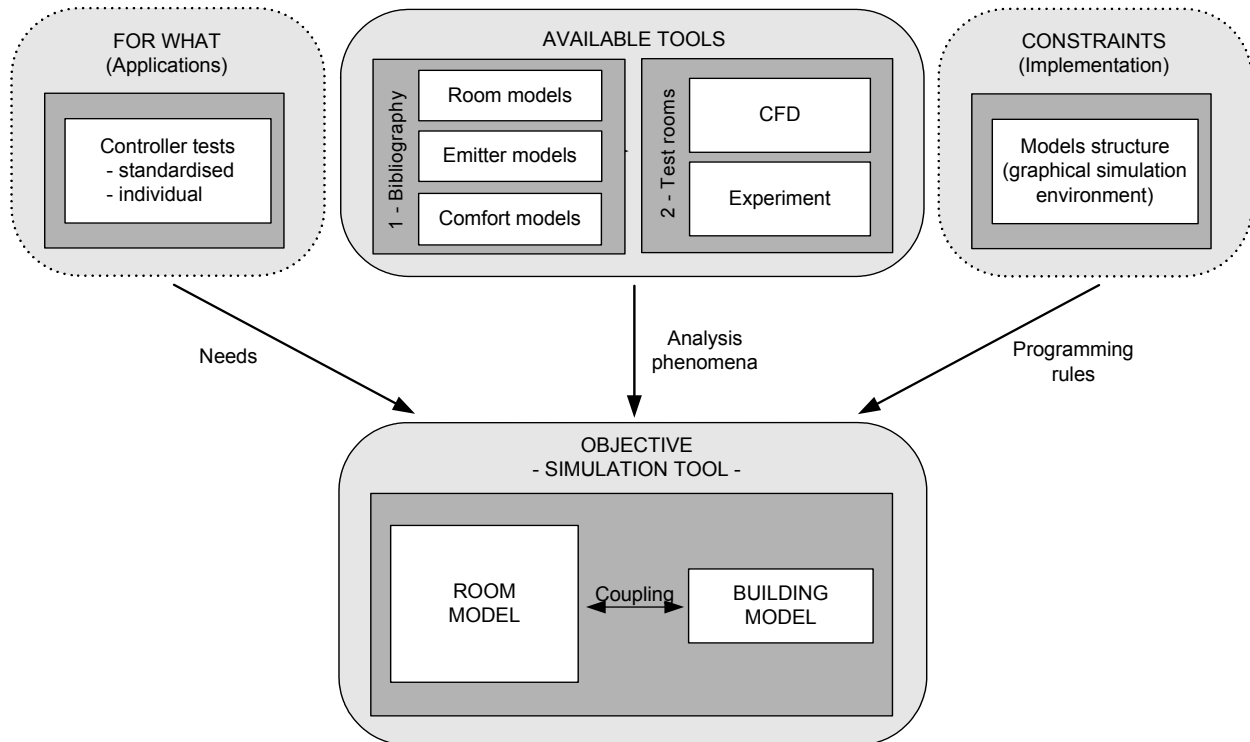 FOR WHAT
(Applications)
Controller tests
- standardised
- individual
AVAILABLE TOOLS
1 - Bibliography
Room models
Emitter models
Comfort models
2 - Test rooms
CFD
Experiment
CONSTRAINTS
(Implementation)
Models structure
(graphical simulation
environment)
Needs
Analysis
phenomena
Programming
rules
OBJECTIVE
- SIMULATION TOOL -
ROOM
MODEL
Coupling
BUILDING
MODEL